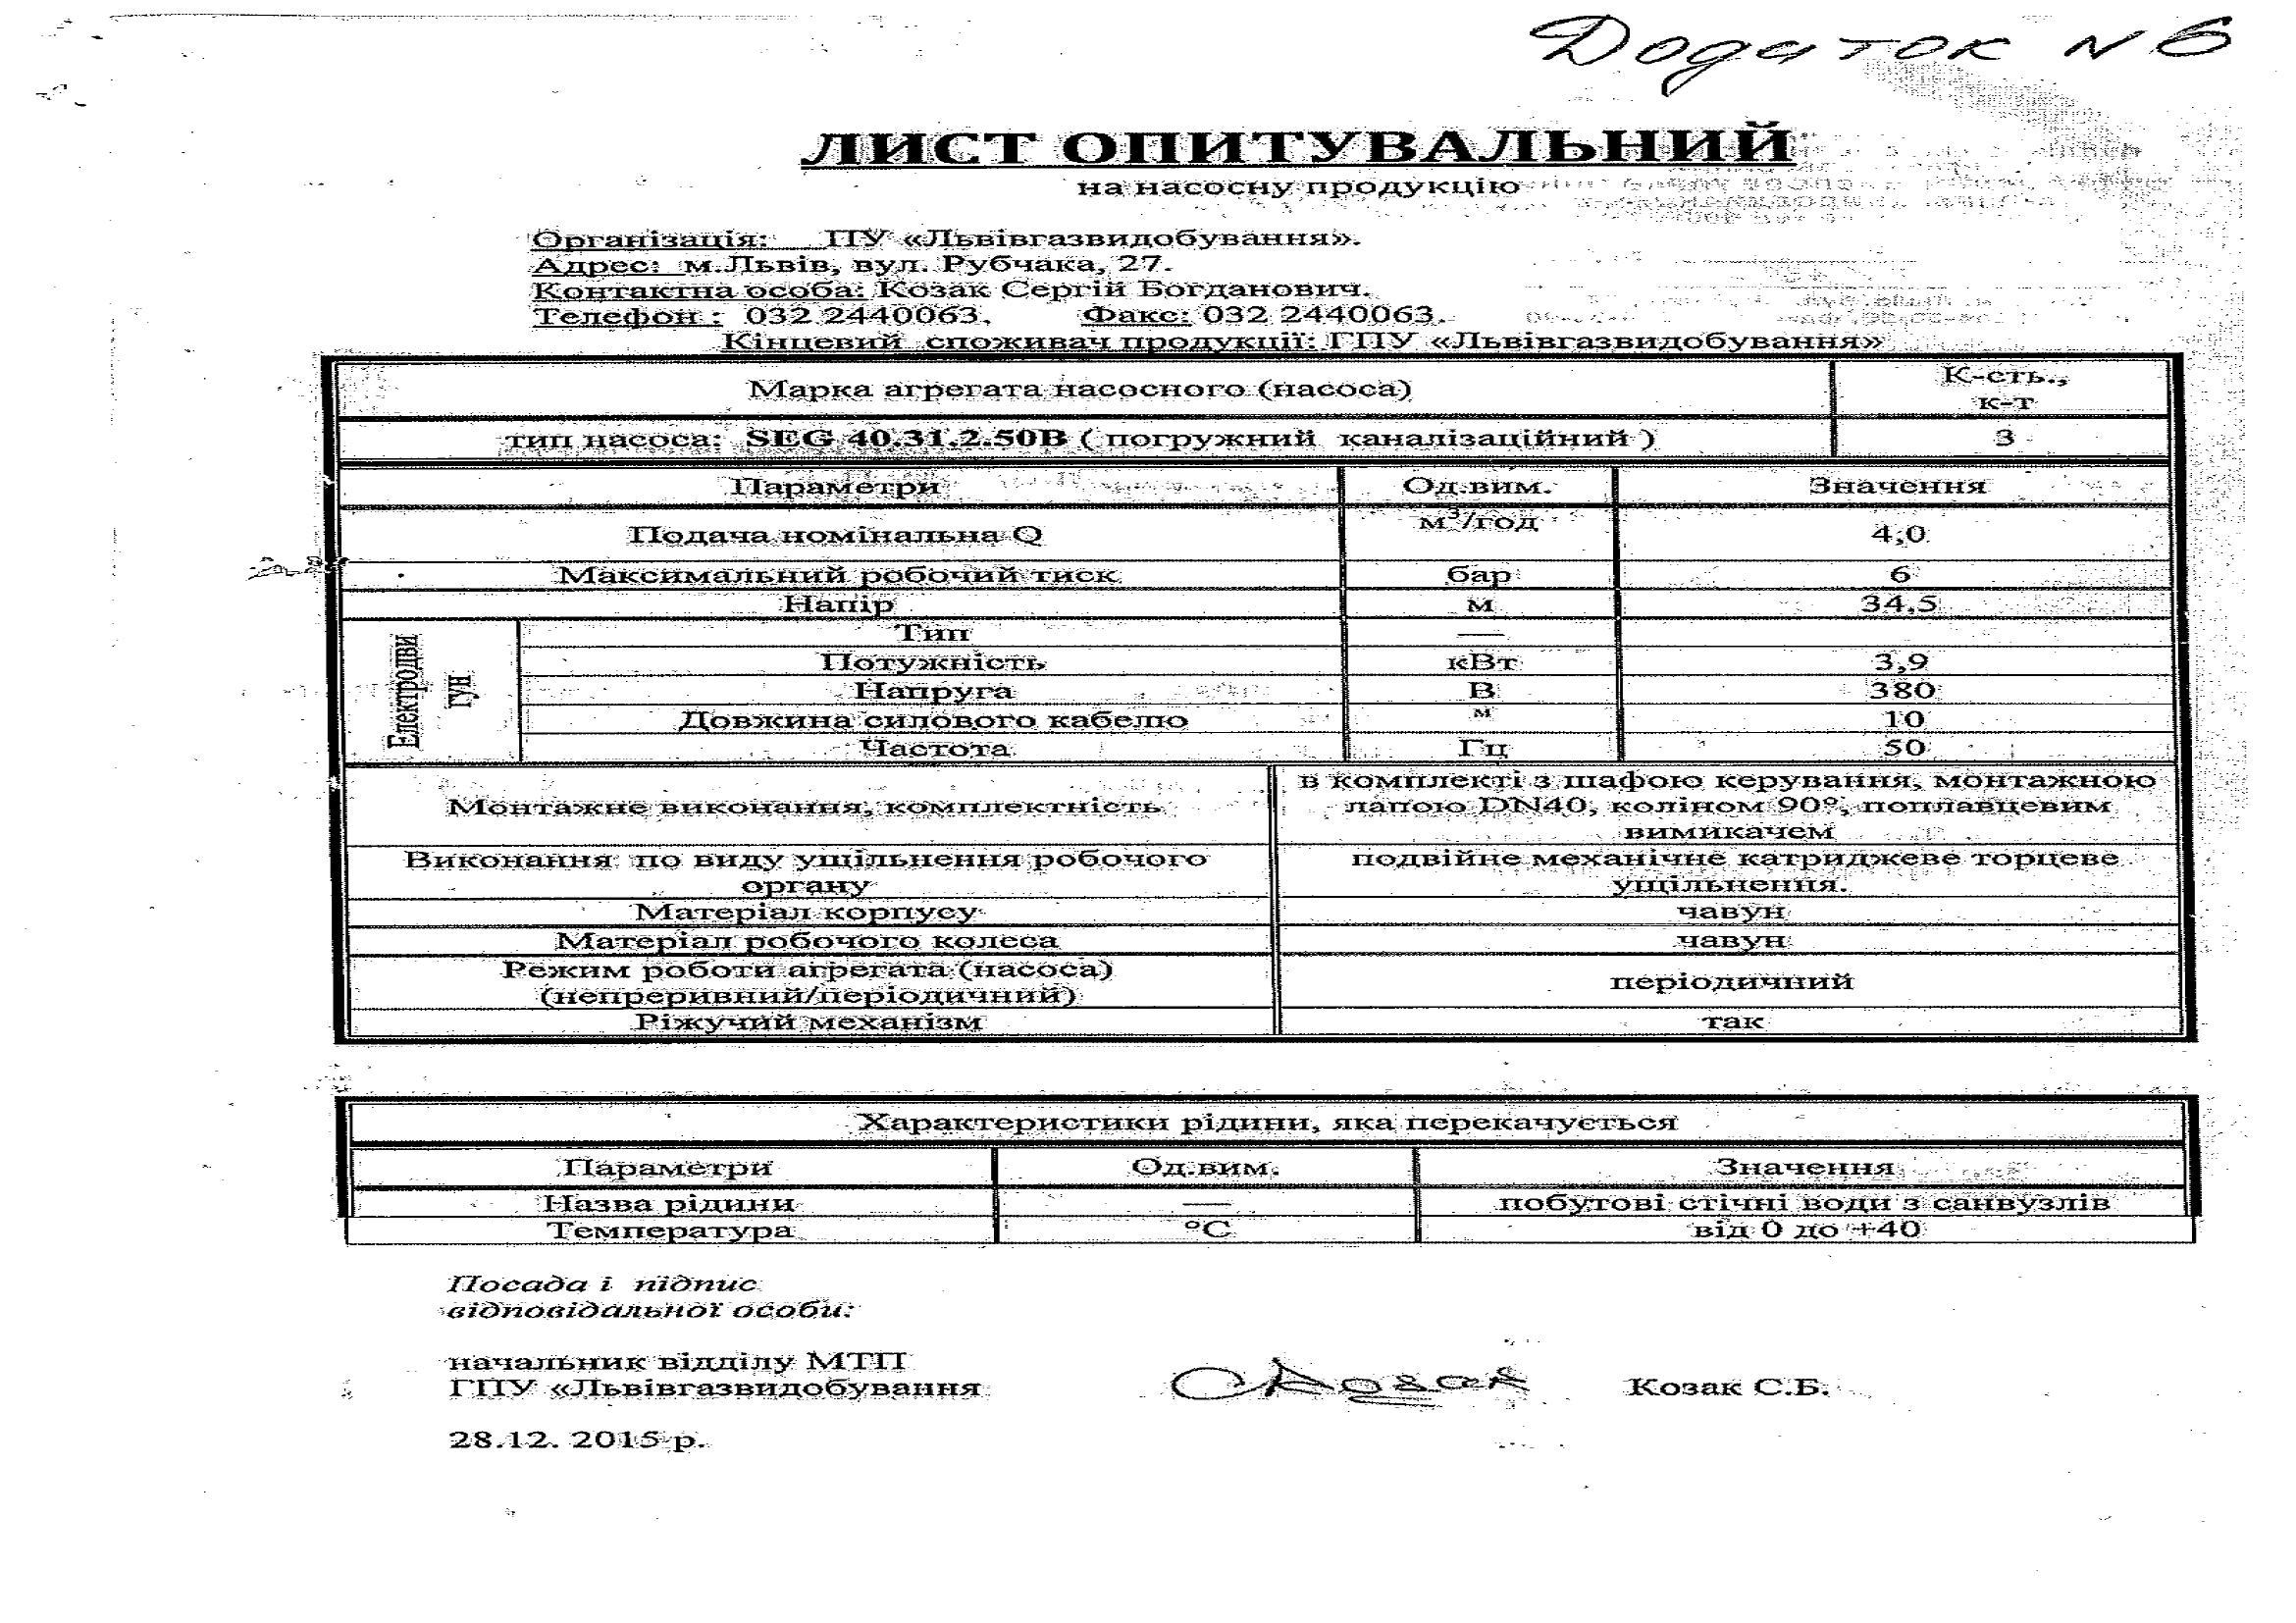 Додаток N 6
ЛИСТ ОПИТУВАЛЬНИЙ
на насосну продукцію
Організація: ГПУ «Львівгазвидобування».
Адрес: м.Львів, вул. Рубчака, 27.
Контактна особа: Козак Сергій Богданович.
Телефон : 032 2440063. Факс: 032 2440063.
Кінцевий споживач продукції: ГПУ «Львівгазвидобування»
Марка агрегата насосного (насоса) К-сть.,
к-т
тип насоса: SEG 40.31.2.50B ( погружний каналізаційний ) 3
Параметри Од.вим. Значення
Подача номінальна Q м³/год 4,0
Максимальний робочий тиск бар 6
Напір м 34,5
Електродви
гун
Тип —
Потужність кВт 3,9
Напруга В 380
Довжина силового кабелю м 10
Частота Гц 50
Монтажне виконання, комплектність
в комплекті з шафою керування, монтажною
лапою DN40, коліном 90°, поплавцевим
вимикачем
Виконання по виду ущільнення робочого
органу
подвійне механічне катриджеве торцеве
ущільнення.
Матеріал корпусу чавун
Матеріал робочого колеса чавун
Режим роботи агрегата (насоса)
(непреривний/періодичний)
періодичний
Ріжучий механізм так
Характеристики рідини, яка перекачується
Параметри Од.вим. Значення
Назва рідини — побутові стічні води з санвузлів
Температура °С від 0 до +40
Посада і підпис
відповідальної особи:
начальник відділу МТП
ГПУ «Львівгазвидобування Козак С.Б.
28.12. 2015 р.